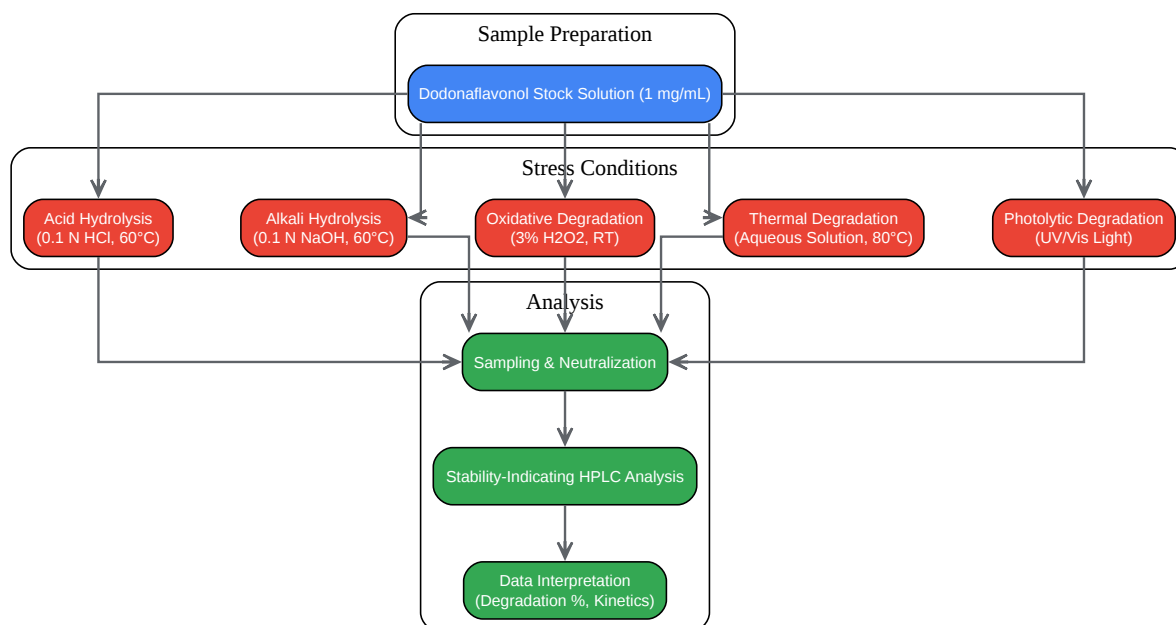 Sample Preparation
Dodonaflavonol Stock Solution (1 mg/mL)
Stress Conditions
Acid Hydrolysis
(0.1 N HCl, 60°C)
Alkali Hydrolysis
(0.1 N NaOH, 60°C)
Oxidative Degradation
(3% H2O2, RT)
Thermal Degradation
(Aqueous Solution, 80°C)
Photolytic Degradation
(UV/Vis Light)
Analysis
Sampling & Neutralization
Stability-Indicating HPLC Analysis
Data Interpretation
(Degradation %, Kinetics)